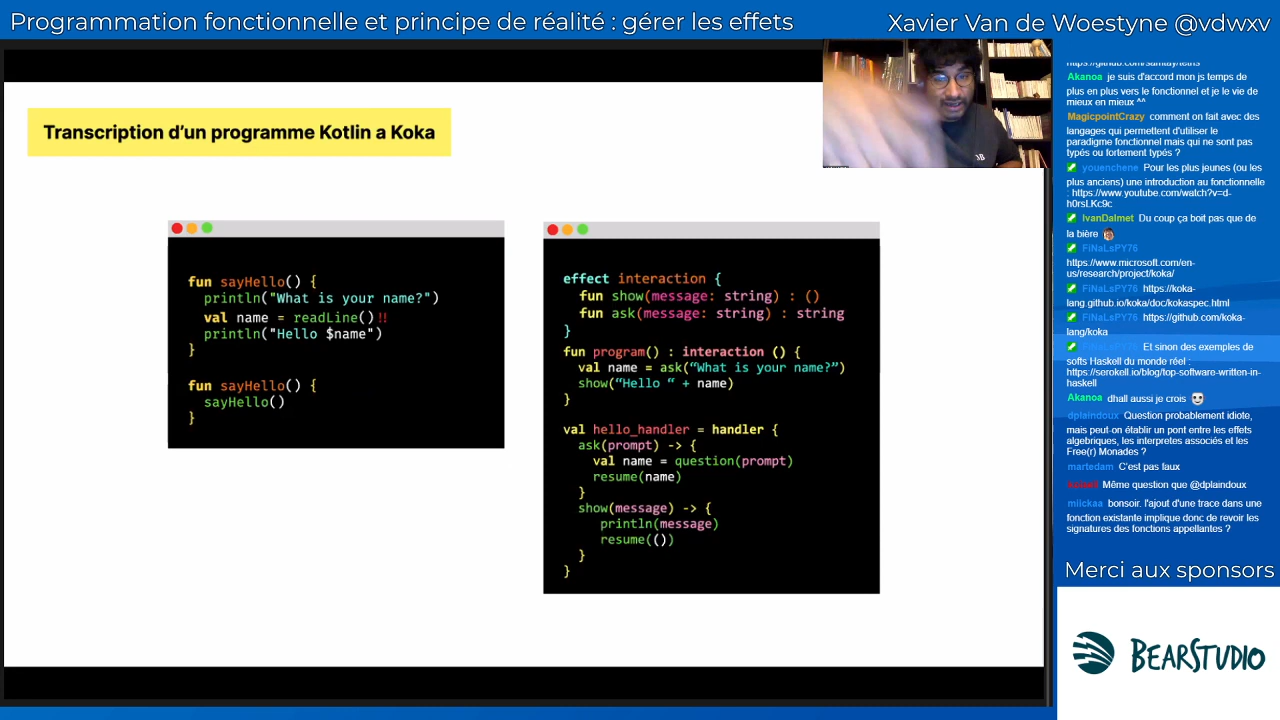 Programmation fonctionnelle et principe de réalité : gérer les effets
Xavier Van de Woestyne @vdwxv
Transcription d’un programme Kotlin a Koka
fun sayHello() {
println("What is your name?")
val name = readLine()!!
println("Hello $name")
}
fun sayHello() {
sayHello()
}
effect interaction {
fun show(message: string) : ()
fun ask(message: string) : string
}
fun program() : interaction () {
val name = ask(“What is your name?”)
show(“Hello “ + name)
}
val hello_handler = handler {
ask(prompt) -> {
val name = question(prompt)
resume(name)
}
show(message) -> {
println(message)
resume(())
}
}
Akanoa je suis d'accord mon js temps de
plus en plus vers le fonctionnel et je le vie de
mieux en mieux ^^
MagicpointCrazy comment on fait avec des
langages qui permettent d'utiliser le
paradigme fonctionnel mais qui ne sont pas
typés ou fortement typés ?
youenchene Pour les plus jeunes (ou les
plus anciens) une introduction au fonctionnelle
: https://www.youtube.com/watch?v=d-
h0rsLKc9c
IvanDalmet Du coup ça boit pas que de
la bière
FiNaLsPY76
https://www.microsoft.com/en-
us/research/project/koka/
FiNaLsPY76 https://koka-
lang.github.io/koka/doc/kokaspec.html
FiNaLsPY76 https://github.com/koka-
lang/koka
FiNaLsPY76 Et sinon des exemples de
softs Haskell du monde réel :
https://serokell.io/blog/top-software-written-in-
haskell
Akanoa dhall aussi je crois
dplaindoux Question probablement idiote,
mais peut-on établir un pont entre les effets
algebriques, les interpretes associés et les
Free(r) Monades ?
martedam C'est pas faux
Même question que @dplaindoux
miickaa bonsoir. l'ajout d'une trace dans une
fonction existante implique donc de revoir les
signatures des fonctions appellantes ?
Merci aux sponsors
BEARSTUDIO